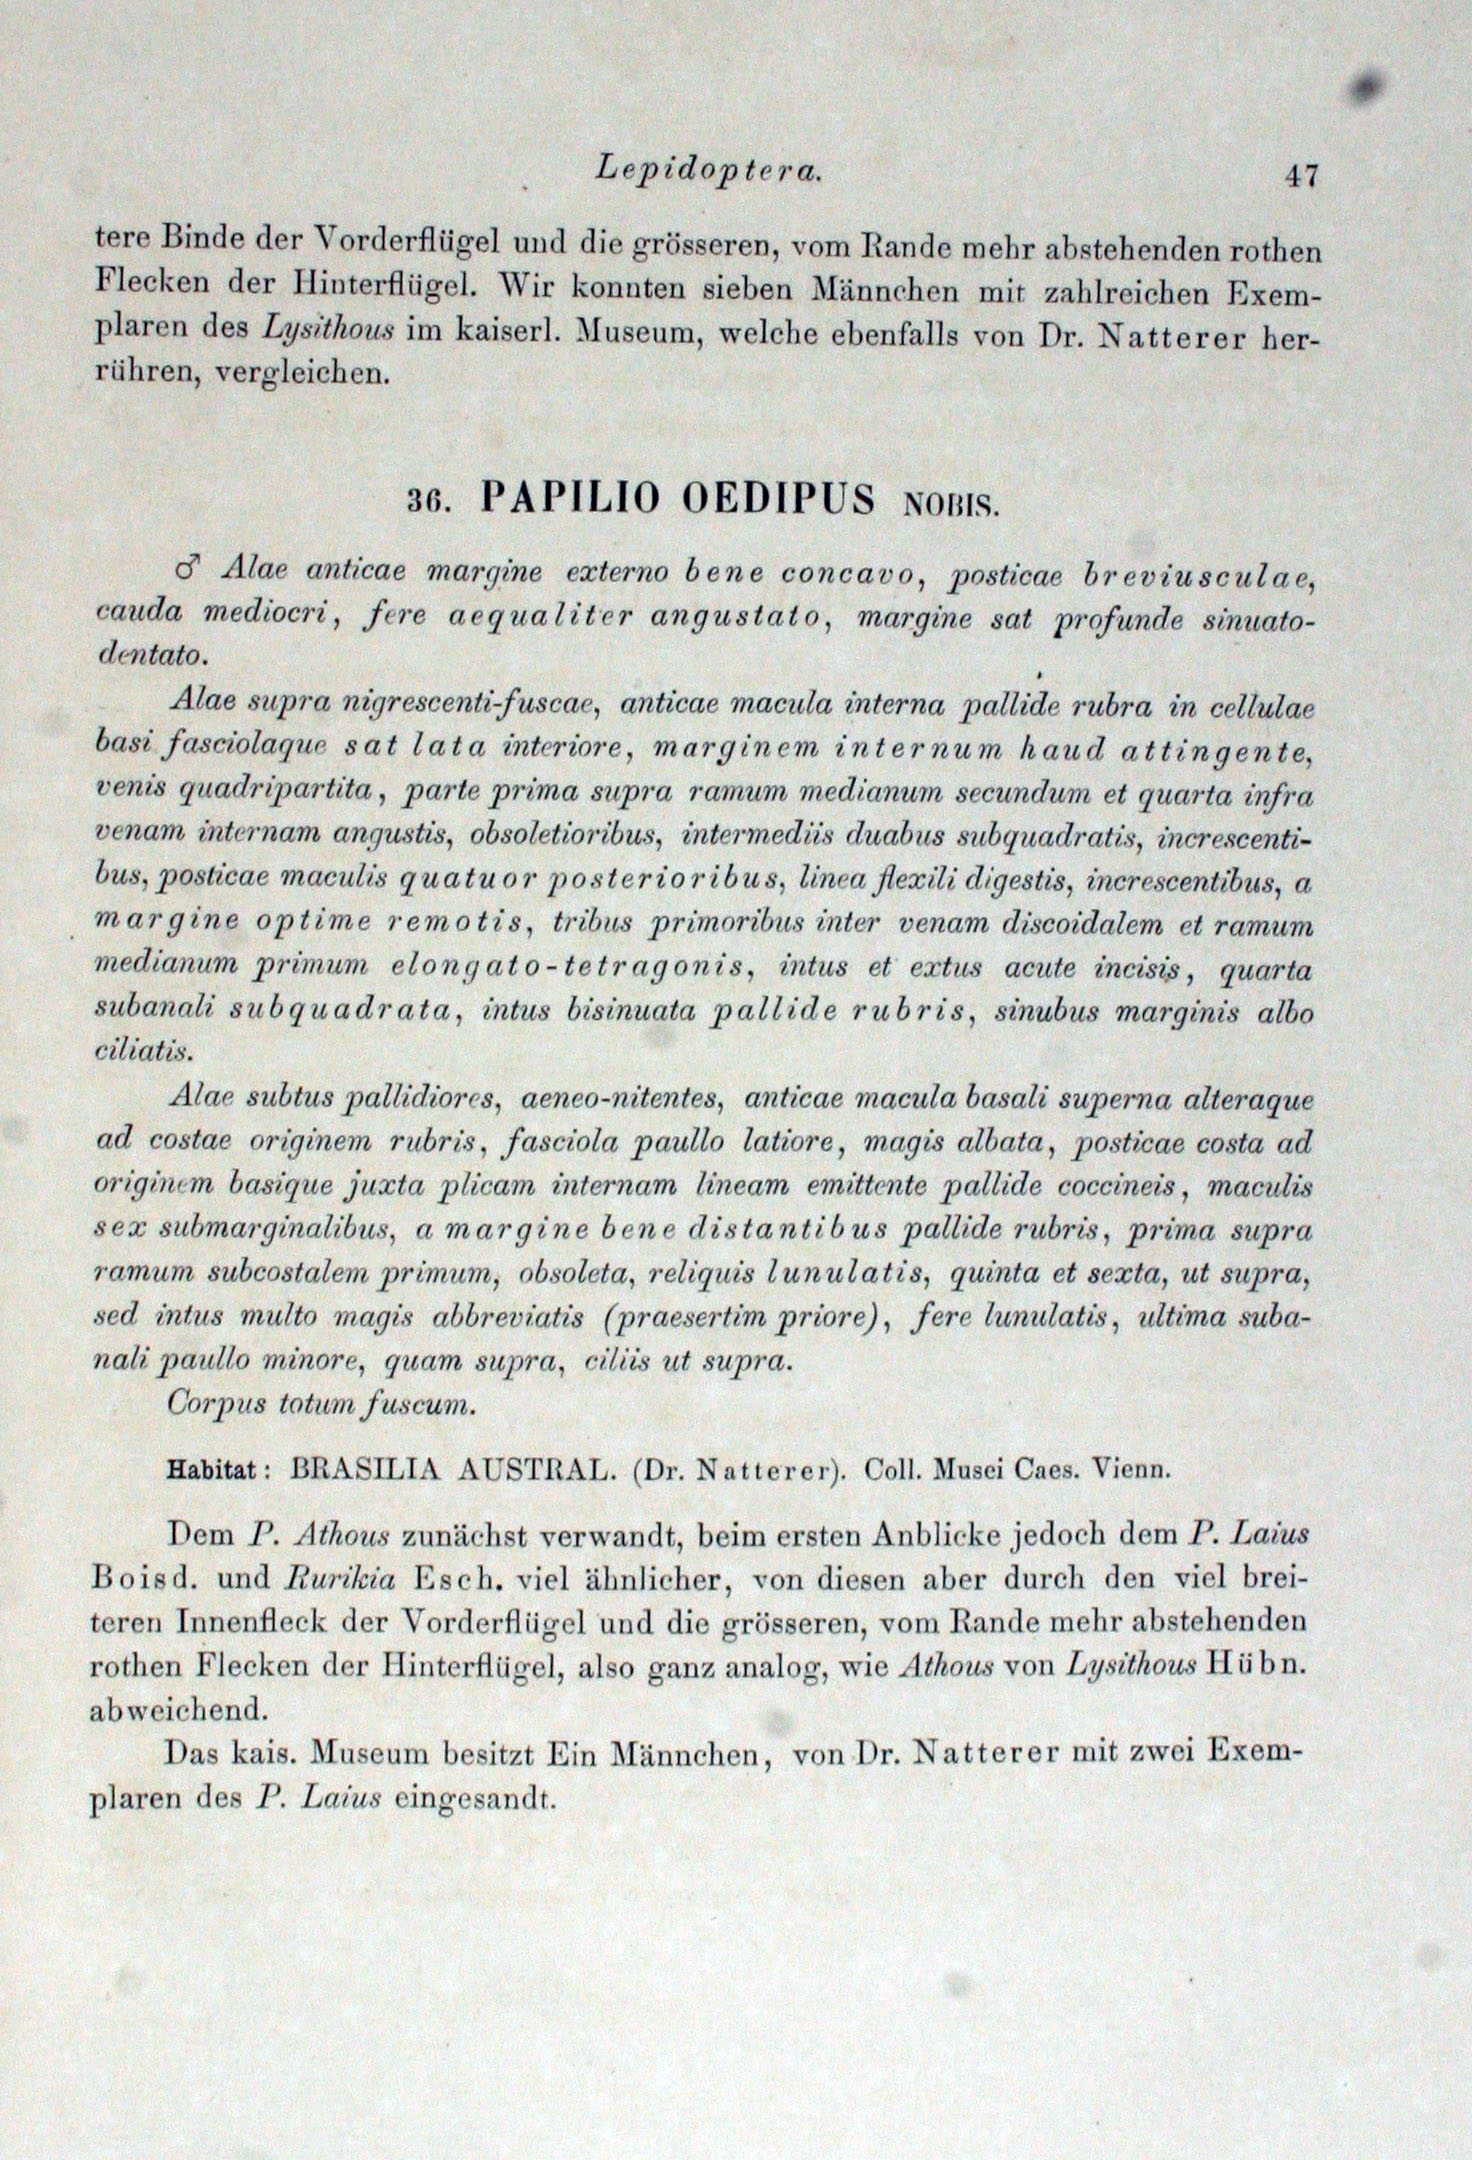 Lepidoptera. 47
tere Binde der Vorderflügel und die grösseren, vom Rande mehr abstehenden rothen
Flecken der Hinterflügel. Wir konnten sieben Männchen mit zahlreichen Exem-
plaren des Lysithous im kaiserl. Museum, welche ebenfalls von Dr. Natterer her-
rühren, vergleichen.
36. PAPILIO OEDIPUS NOBIS.
♂ Alae anticae margine externo bene concavo, posticae breviusculae,
cauda mediocri, fere aequaliter angustato, margine sat profunde sinuato-
dentato.
Alae supra nigrescenti-fuscae, anticae macula interna pallide rubra in cellulae
basi fasciolaque sat lata interiore, marginem internum haud attingente,
venis quadripartita, parte prima supra ramum medianum secundum et quarta infra
venam internam angustis, obsoletioribus, intermediis duabus subquadratis, increscenti-
bus, posticae maculis quatuor posterioribus, linea flexili digestis, increscentibus, a
margine optime remotis, tribus primoribus inter venam discoidalem et ramum
medianum primum elongato-tetragonis, intus et extus acute incisis, quarta
subanali subquadrata, intus bisinuata pallide rubris, sinubus marginis albo
ciliatis.
Alae subtus pallidiores, aeneo-nitentes, anticae macula basali superna alteraque
ad costae originem rubris, fasciola paullo latiore, magis albata, posticae costa ad
originem basique juxta plicam internam lineam emittente pallide coccineis, maculis
sex submarginalibus, a margine bene distantibus pallide rubris, prima supra
ramum subcostalem primum, obsoleta, reliquis lunulatis, quinta et sexta, ut supra,
sed intus multo magis abbreviatis (praesertim priore), fere lunulatis, ultima suba-
nali paullo minore, quam supra, ciliis ut supra.
Corpus totum fuscum.
Habitat: BRASILIA AUSTRAL. (Dr. Natterer). Coll. Musei Caes. Vienn.
Dem P. Athous zunächst verwandt, beim ersten Anblicke jedoch dem P. Laius
Boisd. und Rurikia Esch. viel ähnlicher, von diesen aber durch den viel brei-
teren Innenfleck der Vorderflügel und die grösseren, vom Rande mehr abstehenden
rothen Flecken der Hinterflügel, also ganz analog, wie Athous von Lysithous Hübn.
abweichend.
Das kais. Museum besitzt Ein Männchen, von Dr. Natterer mit zwei Exem-
plaren des P. Laius eingesandt.